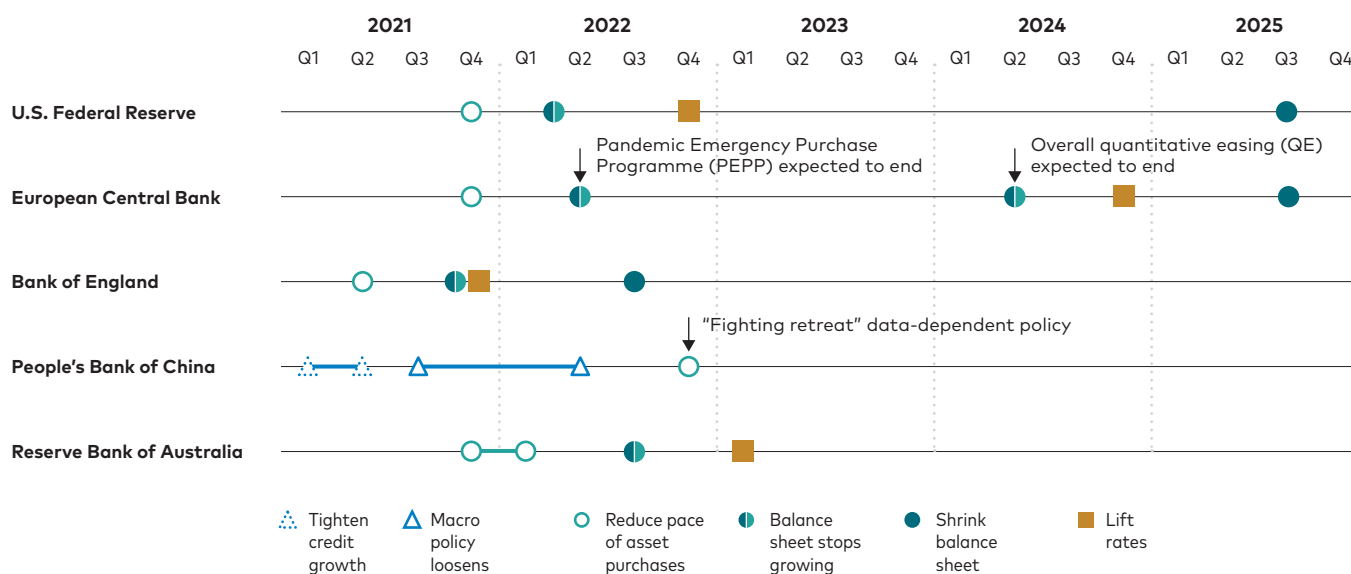 2021 2022 2023 2024 2025
Q1 Q2 Q3 Q4 Q1 Q2 Q3 Q4 Q1 Q2 Q3 Q4 Q1 Q2 Q3 Q4 Q1 Q2 Q3 Q4
U.S. Federal Reserve
Pandemic Emergency Purchase
Programme (PEPP) expected to end
Overall quantitative easing (QE)
expected to end
European Central Bank
Bank of England
“Fighting retreat” data-dependent policy
People’s Bank of China
Reserve Bank of Australia
Tighten
credit
growth
Macro
policy
loosens
Reduce pace
of asset
purchases
Balance
sheet stops
growing
Shrink
balance
sheet
Lift
rates